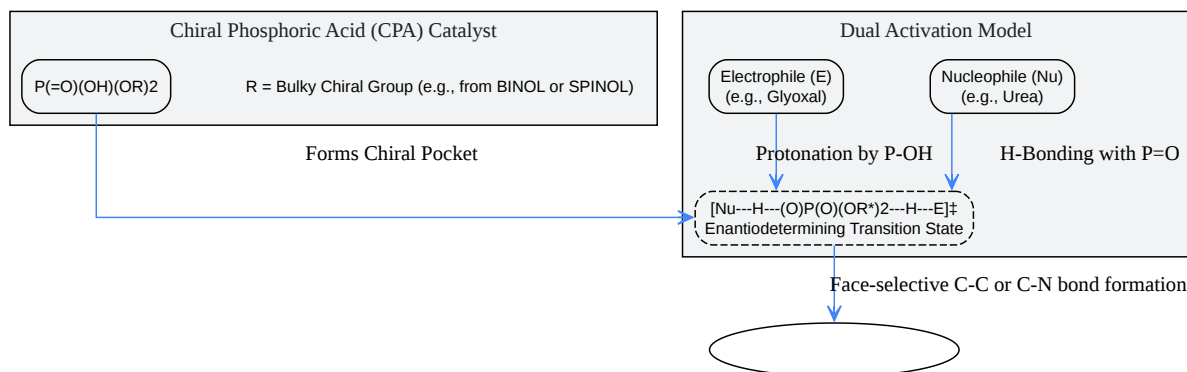 Chiral Phosphoric Acid (CPA) Catalyst
P(=O)(OH)(OR)2
R = Bulky Chiral Group (e.g., from BINOL or SPINOL)
Forms Chiral Pocket
Dual Activation Model
Electrophile (E)
(e.g., Glyoxal)
Nucleophile (Nu)
(e.g., Urea)
Protonation by P-OH
H-Bonding with P=O
[Nu---H---(O)P(O)(OR*)2---H---E]‡
Enantiodetermining Transition State
Face-selective C-C or C-N bond formation